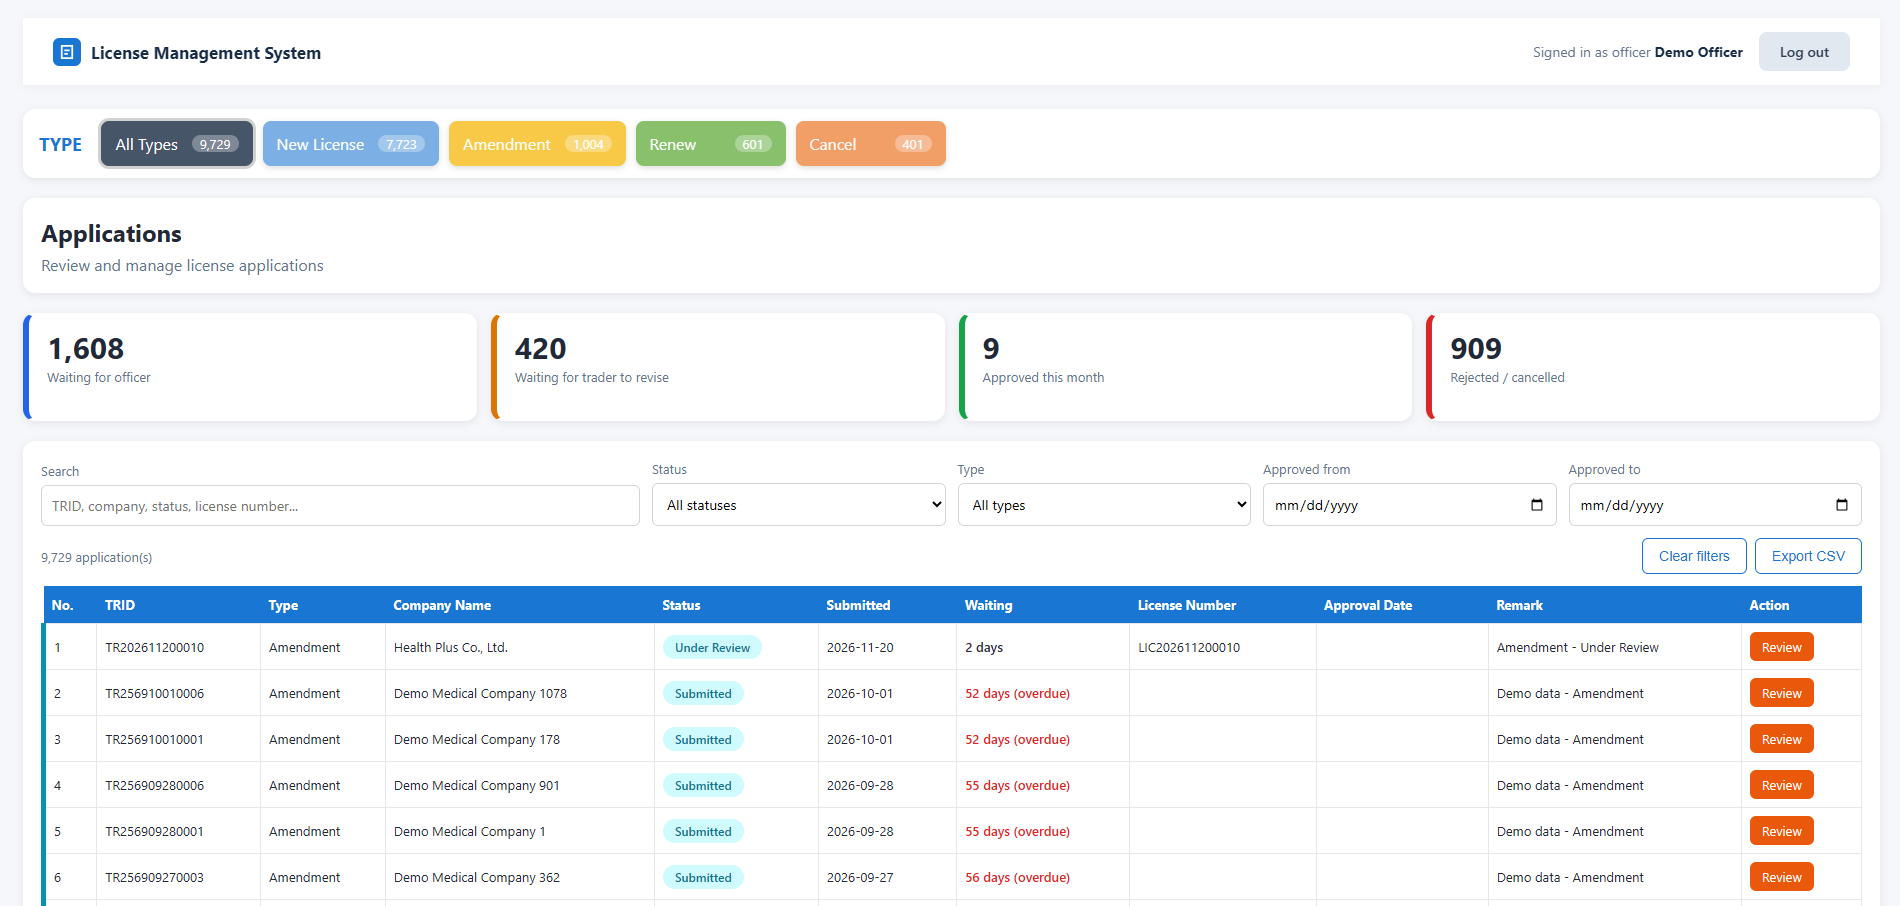 License Management System
Signed in as officer Demo Officer
Log out
TYPE
All Types 9,729
New License 7,723
Amendment 1,004
Renew 601
Cancel 401
Applications
Review and manage license applications
1,608
Waiting for officer
420
Waiting for trader to revise
9
Approved this month
909
Rejected / cancelled
Search
TRID, company, status, license number...
Status
All statuses
Type
All types
Approved from
mm/dd/yyyy
Approved to
mm/dd/yyyy
9,729 application(s)
Clear filters
Export CSV
No. TRID Type Company Name Status Submitted Waiting License Number Approval Date Remark Action
1 TR202611200010 Amendment Health Plus Co., Ltd. Under Review 2026-11-20 2 days LIC202611200010 Amendment - Under Review Review
2 TR256910010006 Amendment Demo Medical Company 1078 Submitted 2026-10-01 52 days (overdue) Demo data - Amendment Review
3 TR256910010001 Amendment Demo Medical Company 178 Submitted 2026-10-01 52 days (overdue) Demo data - Amendment Review
4 TR256909280006 Amendment Demo Medical Company 901 Submitted 2026-09-28 55 days (overdue) Demo data - Amendment Review
5 TR256909280001 Amendment Demo Medical Company 1 Submitted 2026-09-28 55 days (overdue) Demo data - Amendment Review
6 TR256909270003 Amendment Demo Medical Company 362 Submitted 2026-09-27 56 days (overdue) Demo data - Amendment Review